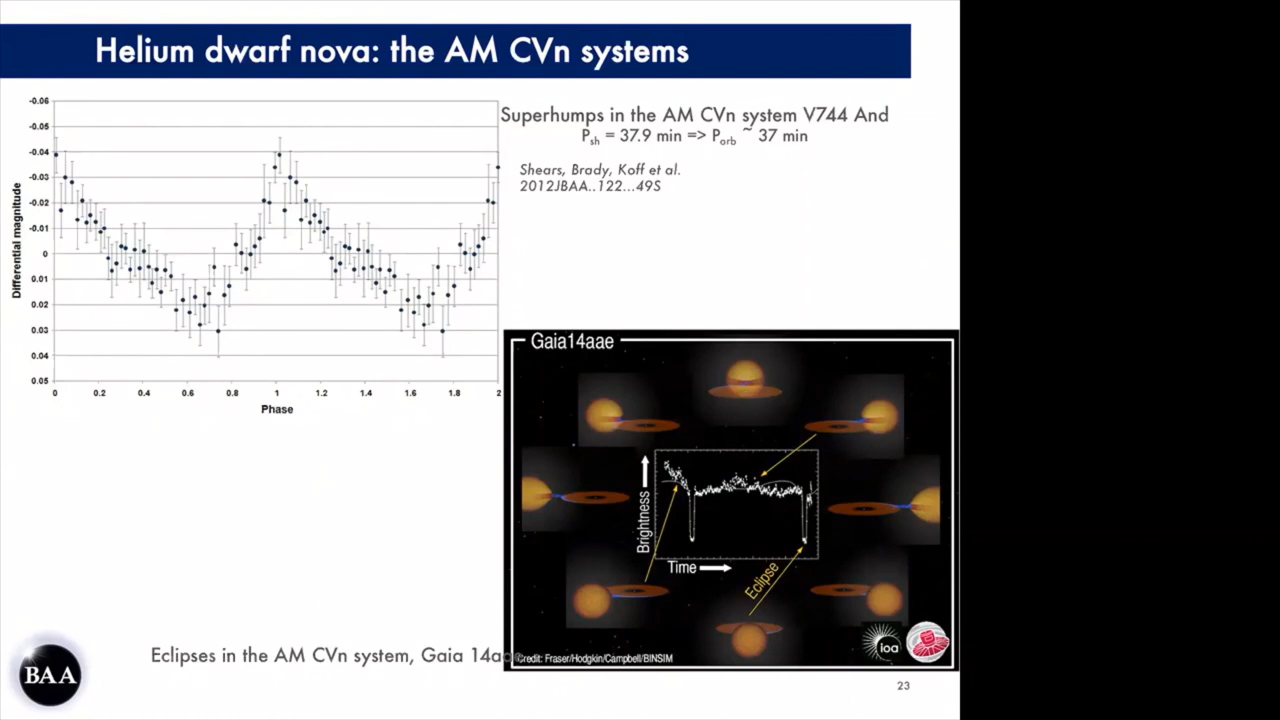 Helium dwarf nova: the AM CVn systems
-0.06
-0.05
-0.04
-0.03
-0.02
-0.01
0
0.01
0.02
0.03
0.04
0.05
Differential magnitude
0 0.2 0.4 0.6 0.8 1 1.2 1.4 1.6 1.8 2
Phase
Superhumps in the AM CVn system V744 And
Psh = 37.9 min => Porb ~ 37 min
Shears, Brady, Koff et al.
2012JBAA..122...49S
Gaia14aae
Brightness
Time
Eclipse
ioa
Credit: Fraser/Hodgkin/Campbell/BINSIM
Eclipses in the AM CVn system, Gaia 14aae
BAA
23